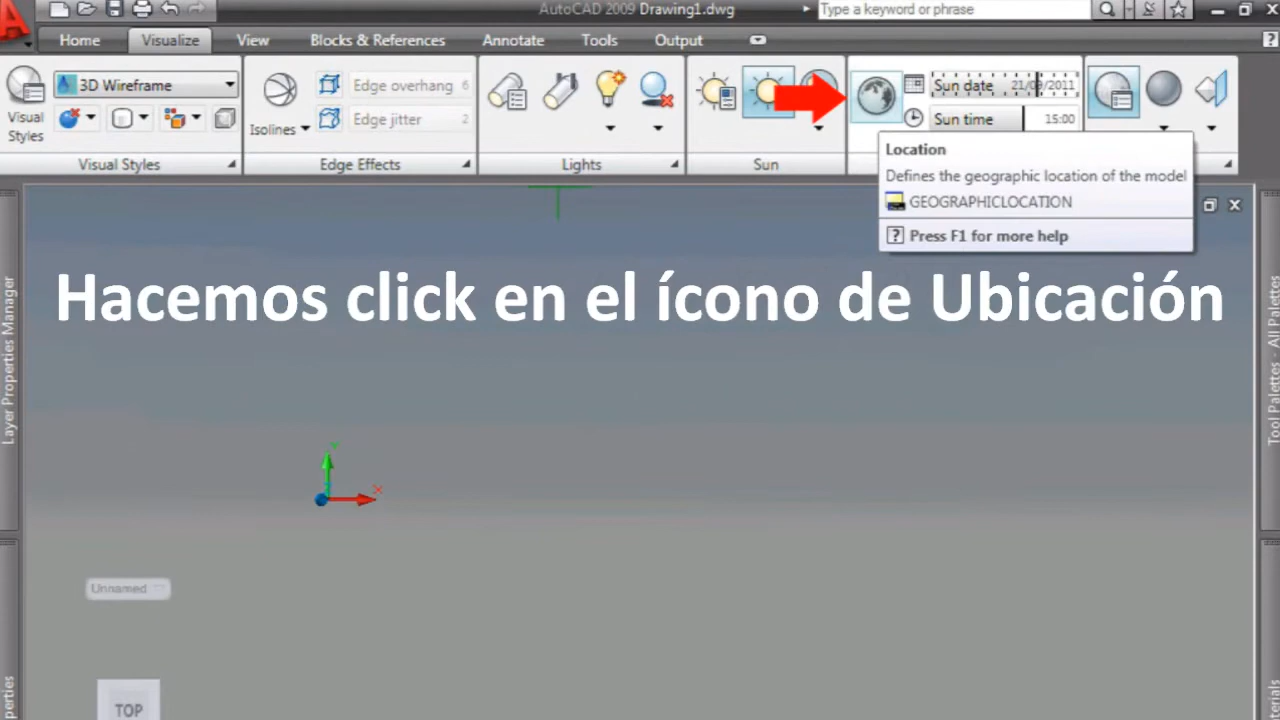 AutoCAD 2009 Drawing1.dwg
Type a keyword or phrase
Home
Visualize
View
Blocks & References
Annotate
Tools
Output
3D Wireframe
Visual
Styles
Visual Styles
Isolines
Edge overhang 6
Edge jitter 2
Edge Effects
Lights
Sun
Sun date
Sun time 15:00
Location
Defines the geographic location of the model
GEOGRAPHICLOCATION
Press F1 for more help
Hacemos click en el ícono de Ubicación
Layer Properties Manager
Tool Palettes - All Palettes
Y
X
Unnamed
TOP